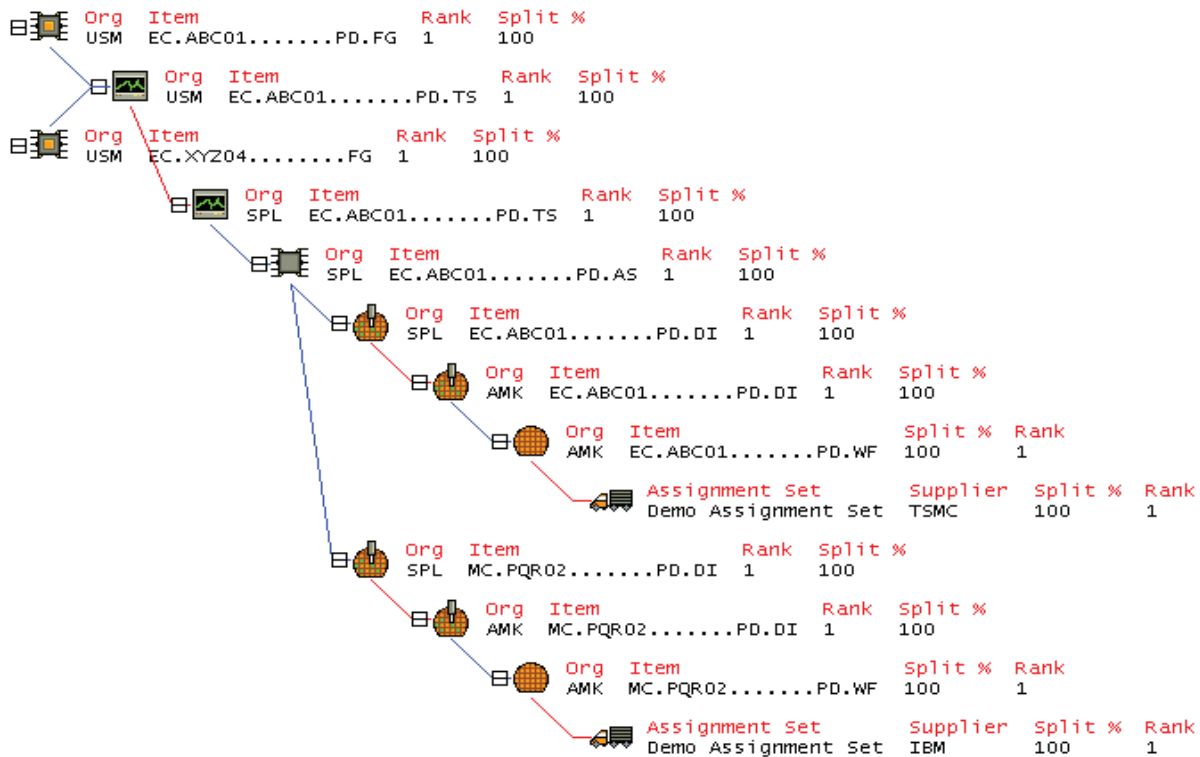 Org Item Rank Split %
USM EC.ABC01.......PD.FG 1 100
Org Item Rank Split %
USM EC.ABC01.......PD.TS 1 100
Org Item Rank Split %
USM EC.XYZ04........FG 1 100
Org Item Rank Split %
SPL EC.ABC01.......PD.TS 1 100
Org Item Rank Split %
SPL EC.ABC01.......PD.AS 1 100
Org Item Rank Split %
SPL EC.ABC01.......PD.DI 1 100
Org Item Rank Split %
AMK EC.ABC01.......PD.DI 1 100
Org Item Split % Rank
AMK EC.ABC01.......PD.WF 100 1
Assignment Set Supplier Split % Rank
Demo Assignment Set TSMC 100 1
Org Item Rank Split %
SPL MC.PQR02.......PD.DI 1 100
Org Item Rank Split %
AMK MC.PQR02.......PD.DI 1 100
Org Item Split % Rank
AMK MC.PQR02.......PD.WF 100 1
Assignment Set Supplier Split % Rank
Demo Assignment Set IBM 100 1